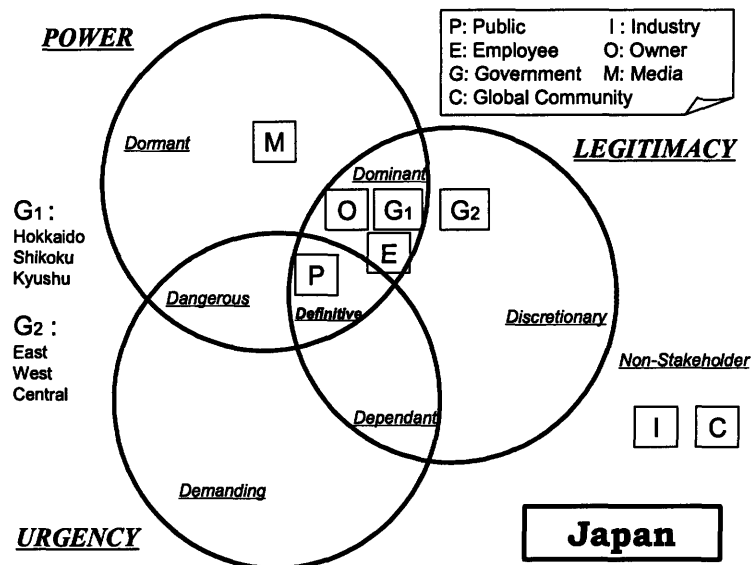 POWER
P: Public I : Industry
E: Employee O: Owner
G: Government M: Media
C: Global Community
LEGITIMACY
Dormant
M
Dominant
O G1 G2
E
P
G1 :
Hokkaido
Shikoku
Kyushu
Dangerous
Definitive
Discretionary
G2 :
East
West
Central
Non-Stakeholder
I C
Dependant
Demanding
URGENCY
Japan